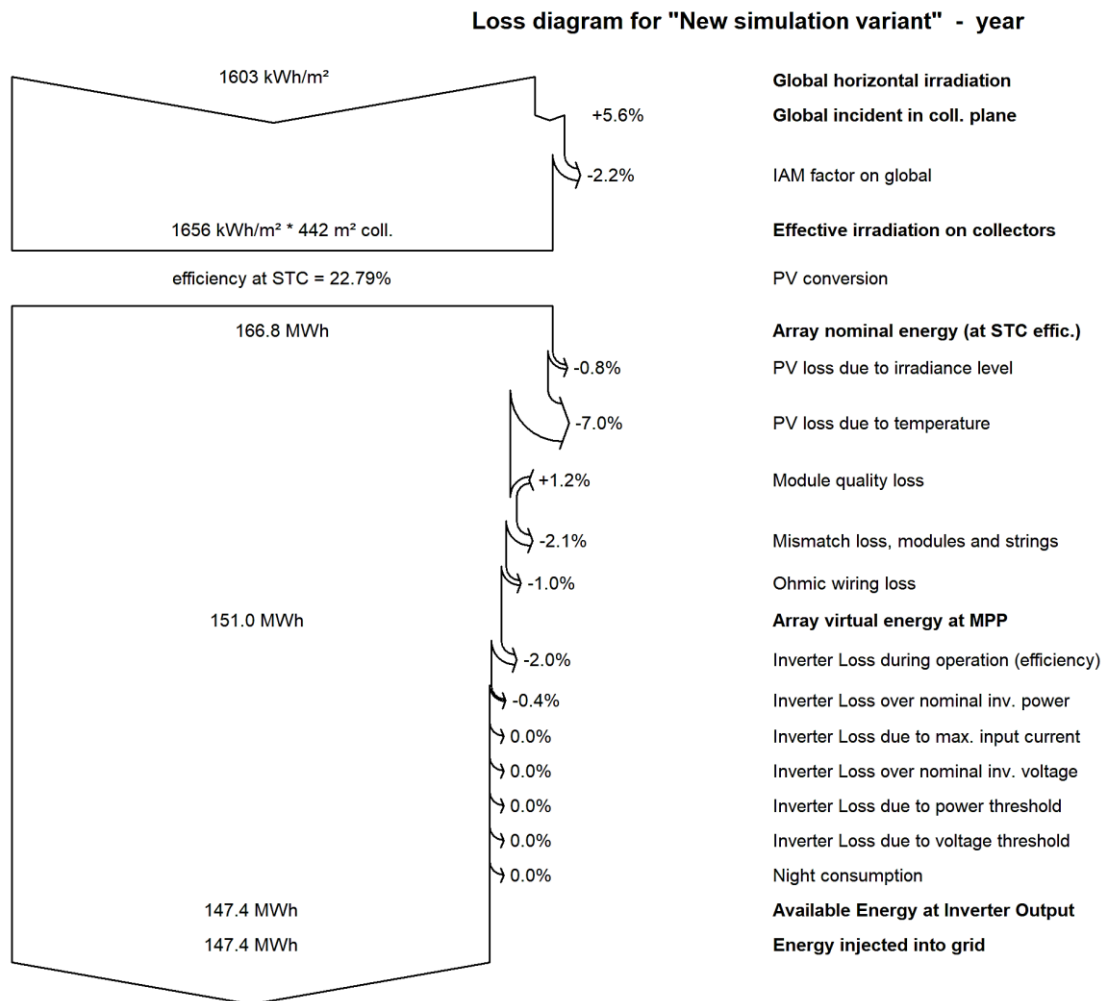 Loss diagram for "New simulation variant" - year
1603 kWh/m² Global horizontal irradiation
+5.6% Global incident in coll. plane
-2.2% IAM factor on global
1656 kWh/m² * 442 m² coll. Effective irradiation on collectors
efficiency at STC = 22.79% PV conversion
166.8 MWh Array nominal energy (at STC effic.)
-0.8% PV loss due to irradiance level
-7.0% PV loss due to temperature
+1.2% Module quality loss
-2.1% Mismatch loss, modules and strings
-1.0% Ohmic wiring loss
151.0 MWh Array virtual energy at MPP
-2.0% Inverter Loss during operation (efficiency)
-0.4% Inverter Loss over nominal inv. power
0.0% Inverter Loss due to max. input current
0.0% Inverter Loss over nominal inv. voltage
0.0% Inverter Loss due to power threshold
0.0% Inverter Loss due to voltage threshold
0.0% Night consumption
147.4 MWh Available Energy at Inverter Output
147.4 MWh Energy injected into grid